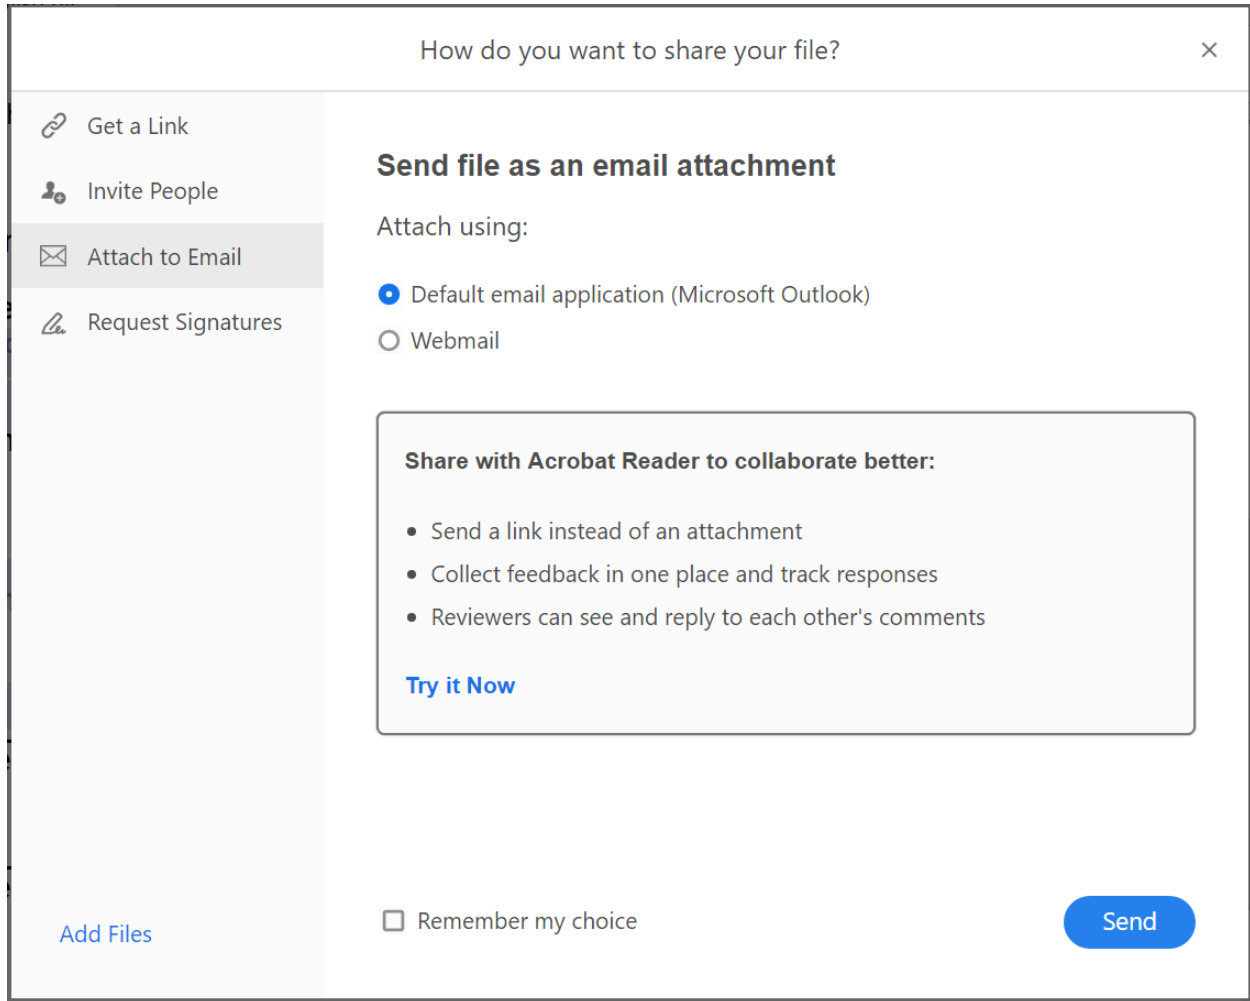 How do you want to share your file?
Get a Link
Invite People
Attach to Email
Request Signatures
Add Files
Send file as an email attachment
Attach using:
Default email application (Microsoft Outlook)
Webmail
Share with Acrobat Reader to collaborate better:
• Send a link instead of an attachment
• Collect feedback in one place and track responses
• Reviewers can see and reply to each other's comments
Try it Now
Remember my choice
Send